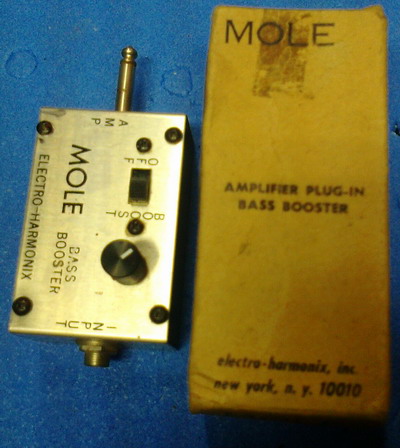 AMP
OFF
BOOST
MOLE
BASS
BOOSTER
ELECTRO-HARMONIX
INPUT
MOLE
AMPLIFIER PLUG-IN
BASS BOOSTER
electro-harmonix, inc.
new york, n. y. 10010